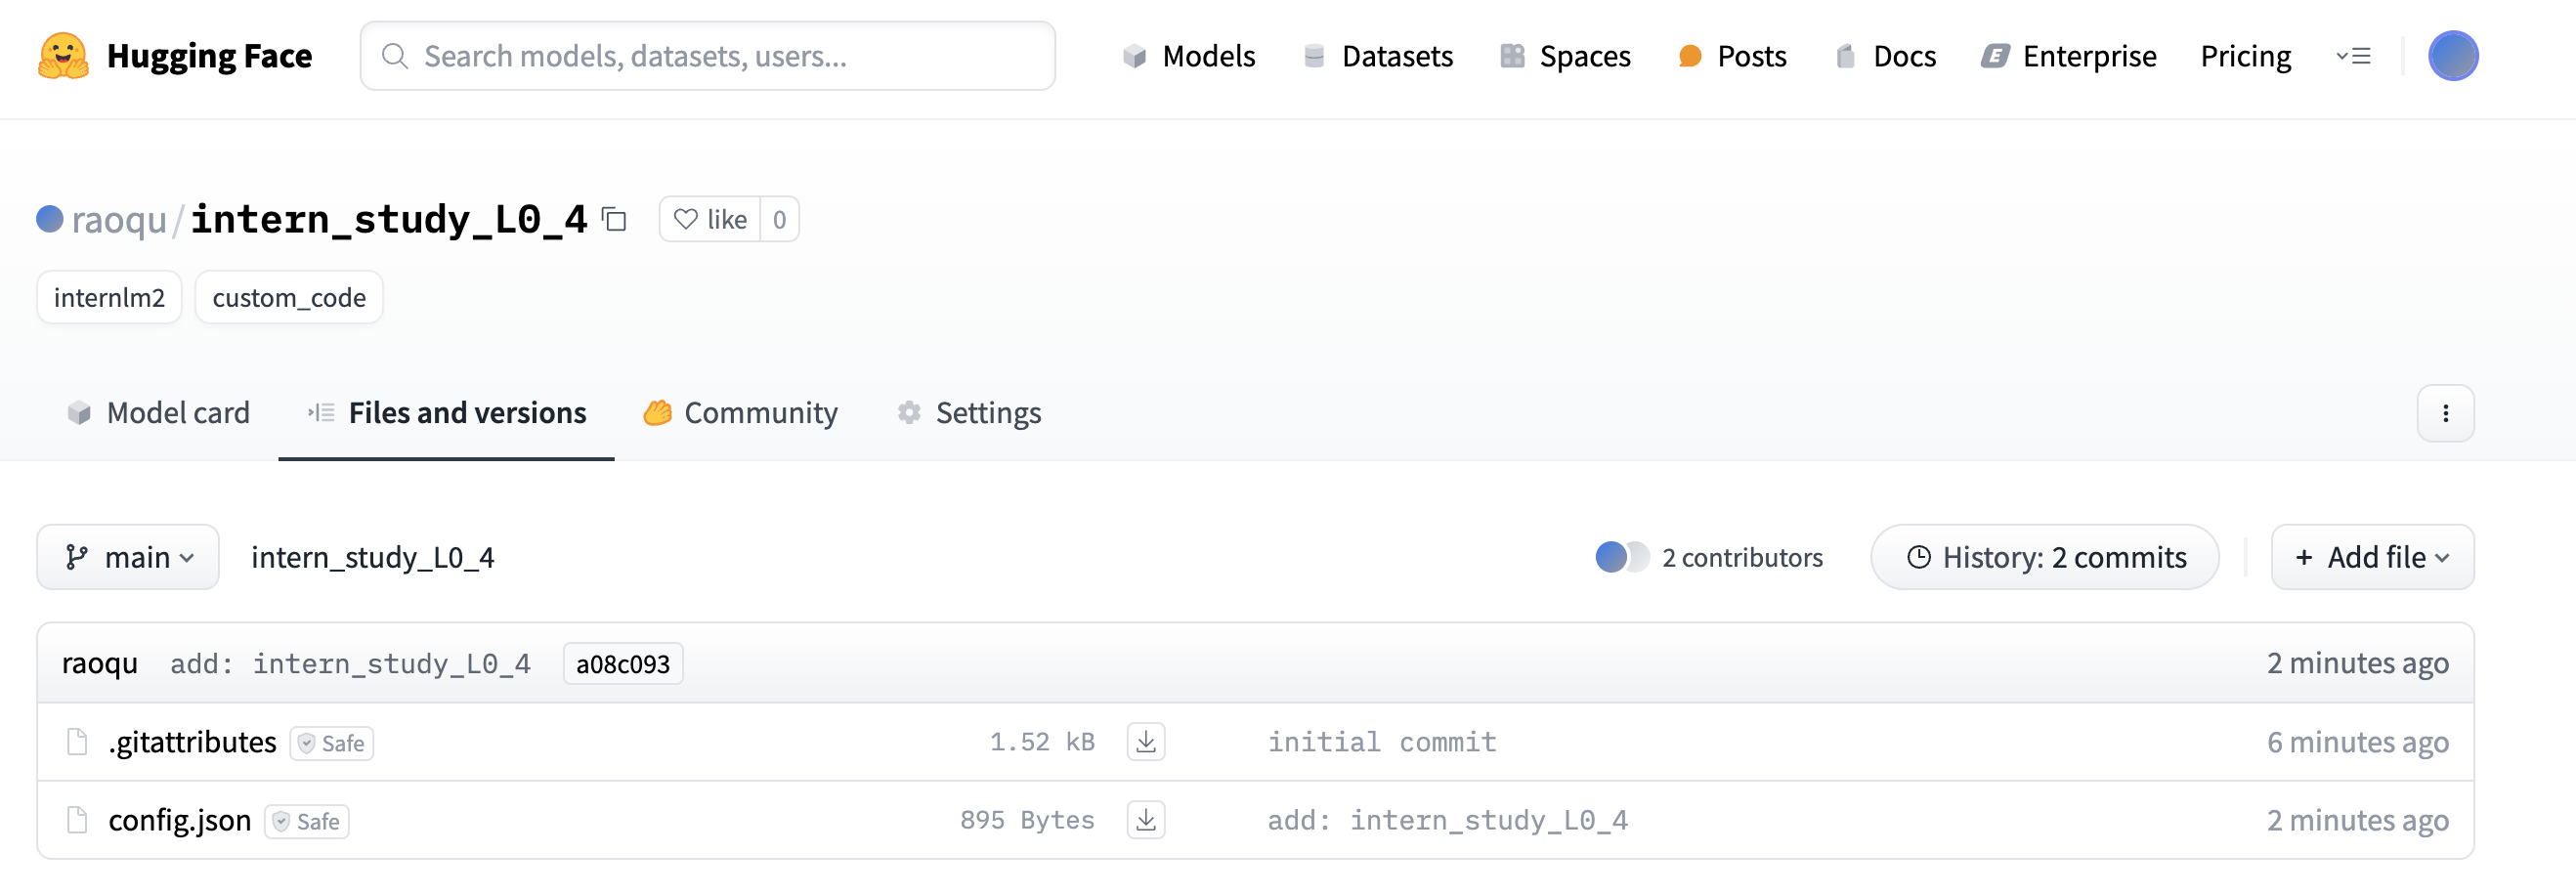 Hugging Face Search models, datasets, users... Models Datasets Spaces Posts Docs Enterprise Pricing
raoqu/intern_study_L0_4 like 0
internlm2 custom_code
Model card Files and versions Community Settings
main intern_study_L0_4 2 contributors History: 2 commits + Add file
raoqu add: intern_study_L0_4 a08c093 2 minutes ago
.gitattributes Safe 1.52 kB initial commit 6 minutes ago
config.json Safe 895 Bytes add: intern_study_L0_4 2 minutes ago